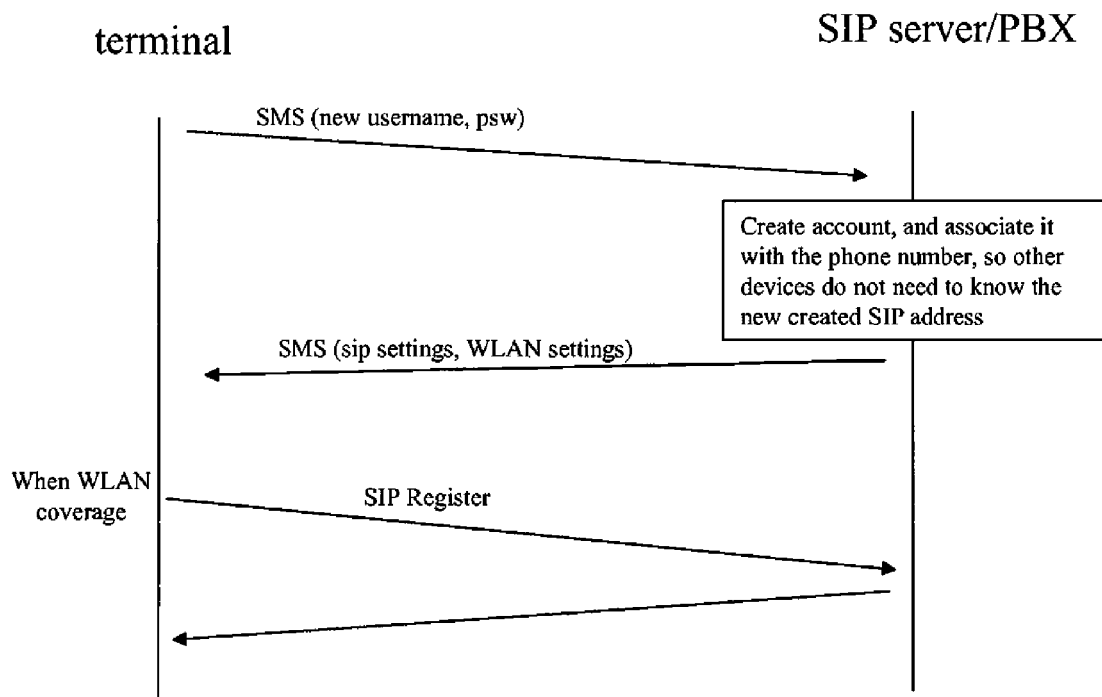 terminal
SIP server/PBX
SMS (new username, psw)
Create account, and associate it
with the phone number, so other
devices do not need to know the
new created SIP address
SMS (sip settings, WLAN settings)
When WLAN
coverage
SIP Register